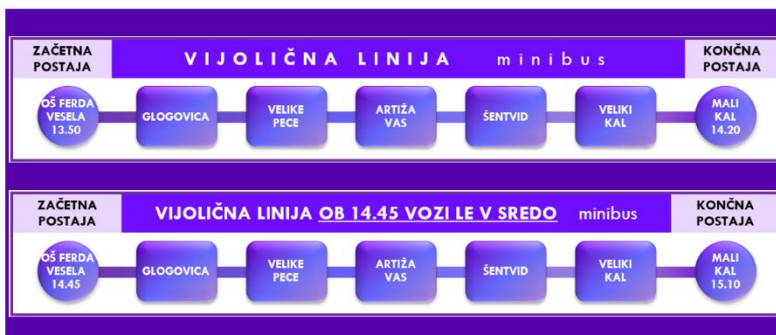 ZAČETNA
POSTAJA
VIJOLIČNA LINIJA minibus
KONČNA
POSTAJA
OŠ FERDA
VESELA
13.50
GLOGOVICA
VELIKE
PECE
ARTIŽA
VAS
ŠENTVID
VELIKI
KAL
MALI
KAL
14.20
ZAČETNA
POSTAJA
VIJOLIČNA LINIJA OB 14.45 VOZI LE V SREDO minibus
KONČNA
POSTAJA
OŠ FERDA
VESELA
14.45
GLOGOVICA
VELIKE
PECE
ARTIŽA
VAS
ŠENTVID
VELIKI
KAL
MALI
KAL
15.10